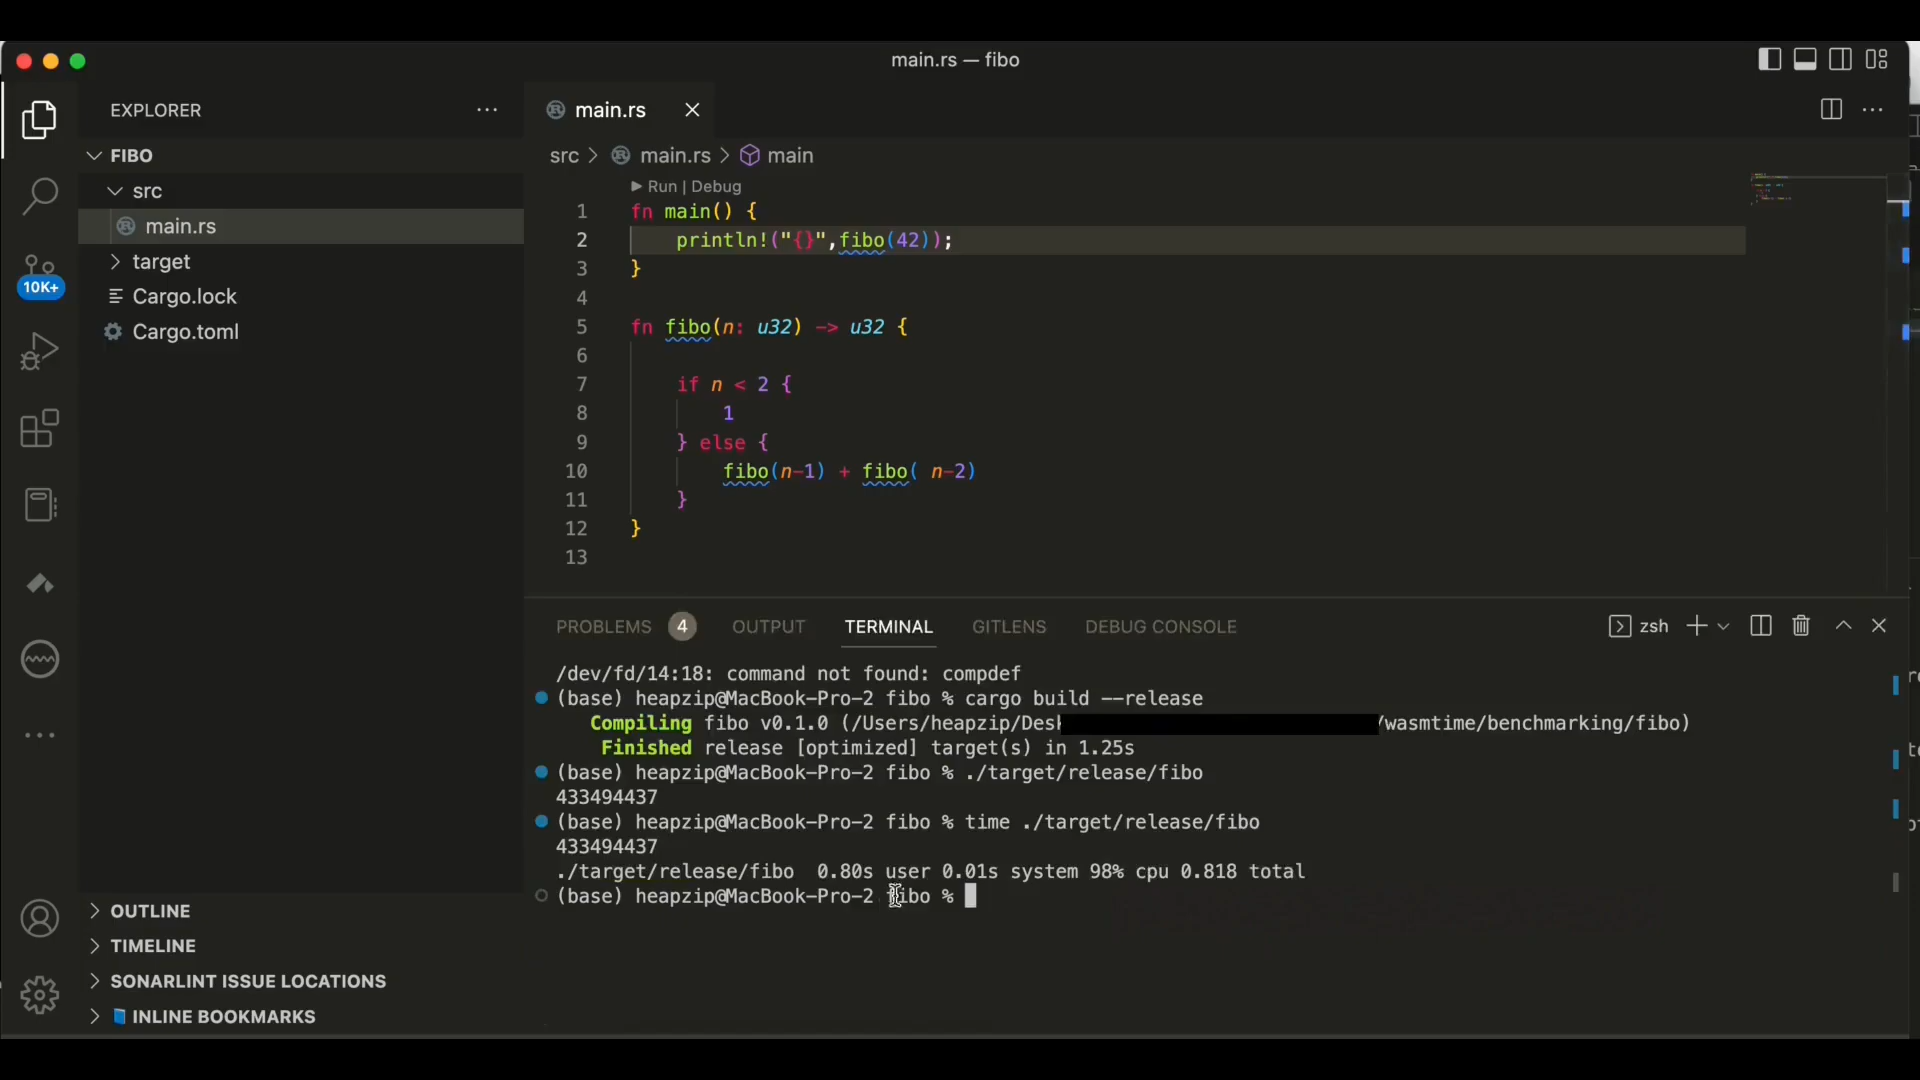 main.rs — fibo
EXPLORER
FIBO
src
main.rs
target
Cargo.lock
Cargo.toml
10K+
OUTLINE
TIMELINE
SONARLINT ISSUE LOCATIONS
INLINE BOOKMARKS
main.rs
src > main.rs > main
Run | Debug
1 fn main() {
2 println!("{}",fibo(42));
3 }
4
5 fn fibo(n: u32) -> u32 {
6
7 if n < 2 {
8 1
9 } else {
10 fibo(n-1) + fibo( n-2)
11 }
12 }
13
PROBLEMS 4 OUTPUT TERMINAL GITLENS DEBUG CONSOLE zsh
/dev/fd/14:18: command not found: compdef
(base) heapzip@MacBook-Pro-2 fibo % cargo build --release
Compiling fibo v0.1.0 (/Users/heapzip/Desk /wasmtime/benchmarking/fibo)
Finished release [optimized] target(s) in 1.25s
(base) heapzip@MacBook-Pro-2 fibo % ./target/release/fibo
433494437
(base) heapzip@MacBook-Pro-2 fibo % time ./target/release/fibo
433494437
./target/release/fibo 0.80s user 0.01s system 98% cpu 0.818 total
(base) heapzip@MacBook-Pro-2 fibo %